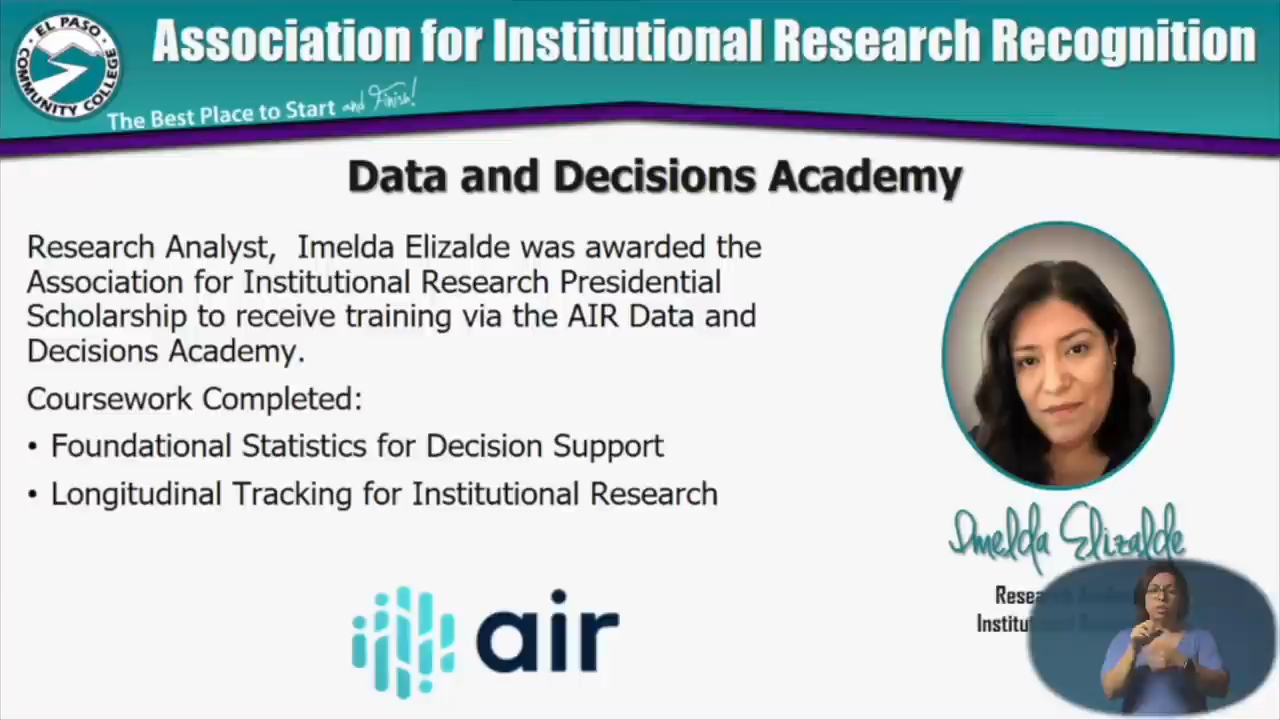 EL PASO
COMMUNITY COLLEGE
Association for Institutional Research Recognition
The Best Place to Start and Finish!
Data and Decisions Academy
Research Analyst,  Imelda Elizalde was awarded the
Association for Institutional Research Presidential
Scholarship to receive training via the AIR Data and
Decisions Academy.
Coursework Completed:
• Foundational Statistics for Decision Support
• Longitudinal Tracking for Institutional Research
Imelda Elizalde
air